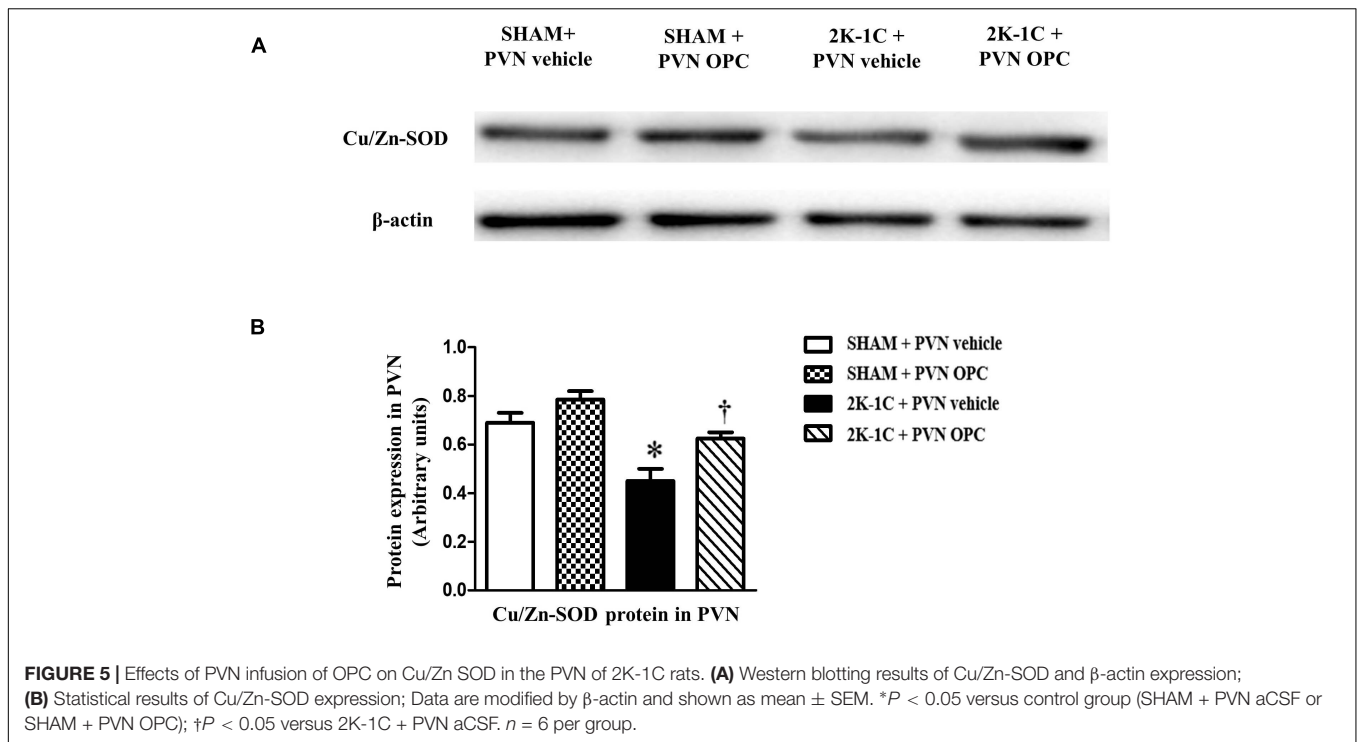 A
SHAM+
PVN vehicle
SHAM +
PVN OPC
2K-1C +
PVN vehicle
2K-1C +
PVN OPC
Cu/Zn-SOD
β-actin
B
Protein expression in PVN
(Arbitrary units)
1.0
0.8
0.6
0.4
0.2
0.0
*
†
Cu/Zn-SOD protein in PVN
SHAM + PVN vehicle
SHAM + PVN OPC
2K-1C + PVN vehicle
2K-1C + PVN OPC
FIGURE 5 | Effects of PVN infusion of OPC on Cu/Zn SOD in the PVN of 2K-1C rats. (A) Western blotting results of Cu/Zn-SOD and β-actin expression;
(B) Statistical results of Cu/Zn-SOD expression; Data are modified by β-actin and shown as mean ± SEM. *P < 0.05 versus control group (SHAM + PVN aCSF or
SHAM + PVN OPC); †P < 0.05 versus 2K-1C + PVN aCSF. n = 6 per group.